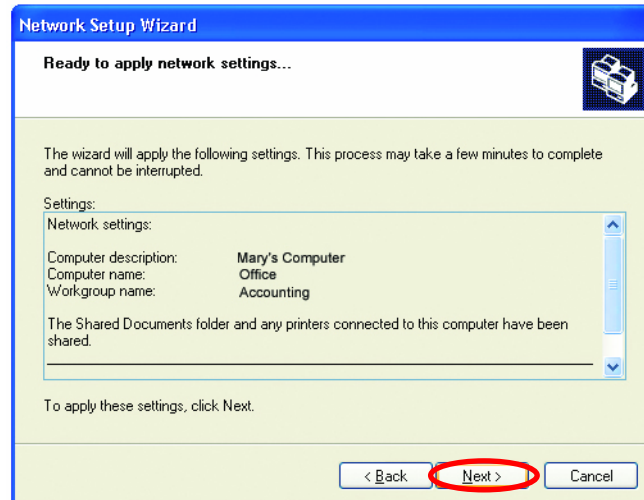 Network Setup Wizard
Ready to apply network settings...
The wizard will apply the following settings. This process may take a few minutes to complete
and cannot be interrupted.
Settings:
Network settings:
Computer description: Mary's Computer
Computer name: Office
Workgroup name: Accounting
The Shared Documents folder and any printers connected to this computer have been
shared.
To apply these settings, click Next.
< Back Next > Cancel